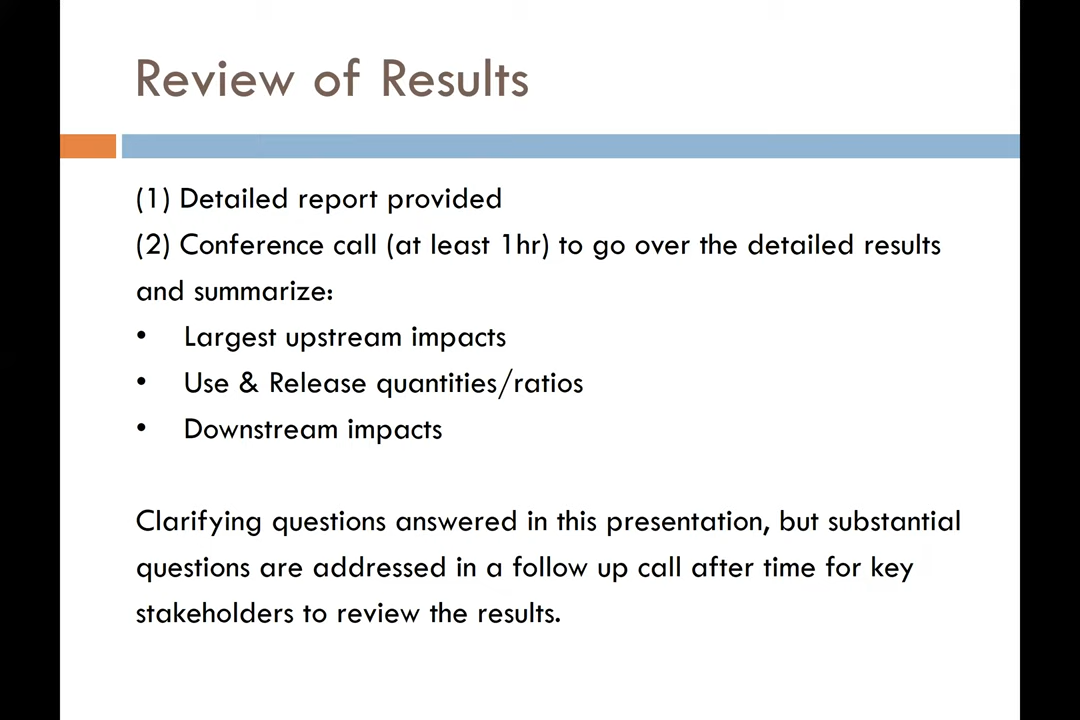 Review of Results
(1) Detailed report provided
(2) Conference call (at least 1hr) to go over the detailed results
and summarize:
• Largest upstream impacts
• Use & Release quantities/ratios
• Downstream impacts
Clarifying questions answered in this presentation, but substantial
questions are addressed in a follow up call after time for key
stakeholders to review the results.